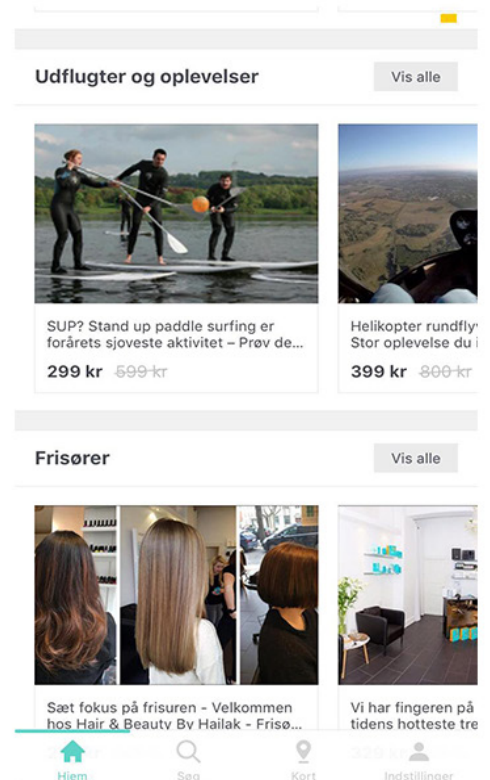 Udflugter og oplevelser
Vis alle
SUP? Stand up paddle surfing er
forårets sjoveste aktivitet – Prøv de...
299 kr 599 kr
Helikopter rundfly
Stor oplevelse du i
399 kr 800 kr
Frisører
Vis alle
Sæt fokus på frisuren - Velkommen
hos Hair & Beauty By Hailak - Frisø...
Vi har fingeren på
tidens hotteste tre
Hjem
Søg
Kort
Indstillinger